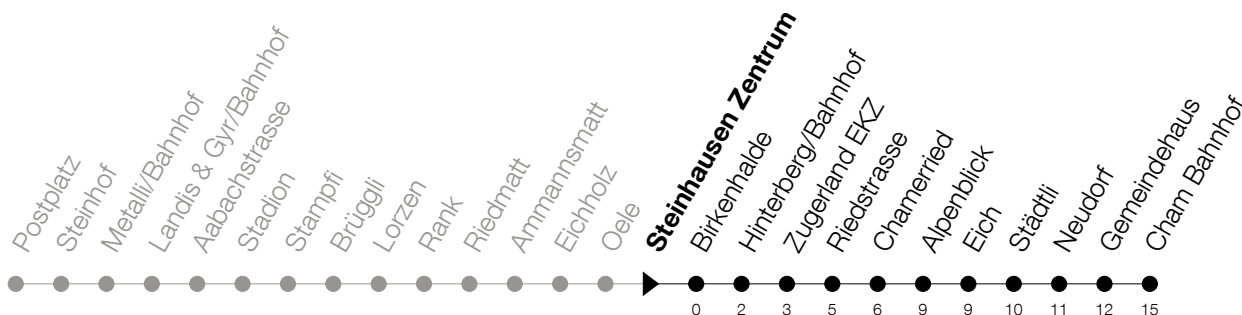 Postplatz
Steinhof
Metalli/Bahnhof
Landis & Gyr/Bahnhof
Aabachstrasse
Stadion
Stampfi
Brüggli
Lorzen
Rank
Riedmatt
Ammannsmatt
Eichholz
Oele
Steinhausen Zentrum
Birkenhalde
Hinterberg/Bahnhof
Zugerland EKZ
Riedstrasse
Chamerried
Alpenblick
Eich
Städtli
Neudorf
Gemeindehaus
Cham Bahnhof
0 2 3 5 6 9 9 10 11 12 15